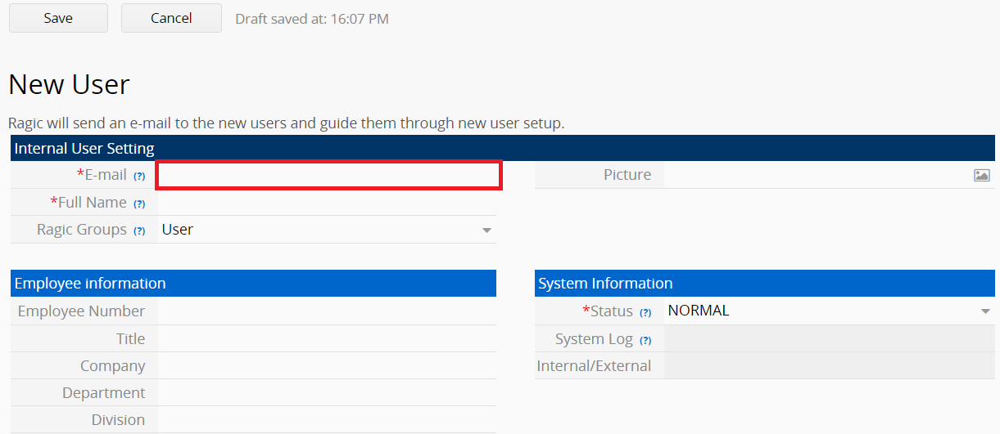 Save Cancel Draft saved at: 16:07 PM
New User
Ragic will send an e-mail to the new users and guide them through new user setup.
Internal User Setting
*E-mail (?)
Picture
*Full Name (?)
Ragic Groups (?) User
Employee information
Employee Number
Title
Company
Department
Division
System Information
*Status (?) NORMAL
System Log (?)
Internal/External